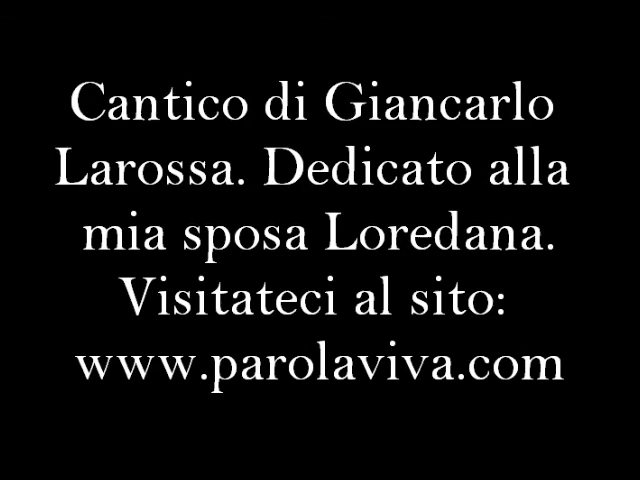 Cantico di Giancarlo
Larossa. Dedicato alla
mia sposa Loredana.
Visitateci al sito:
www.parolaviva.com